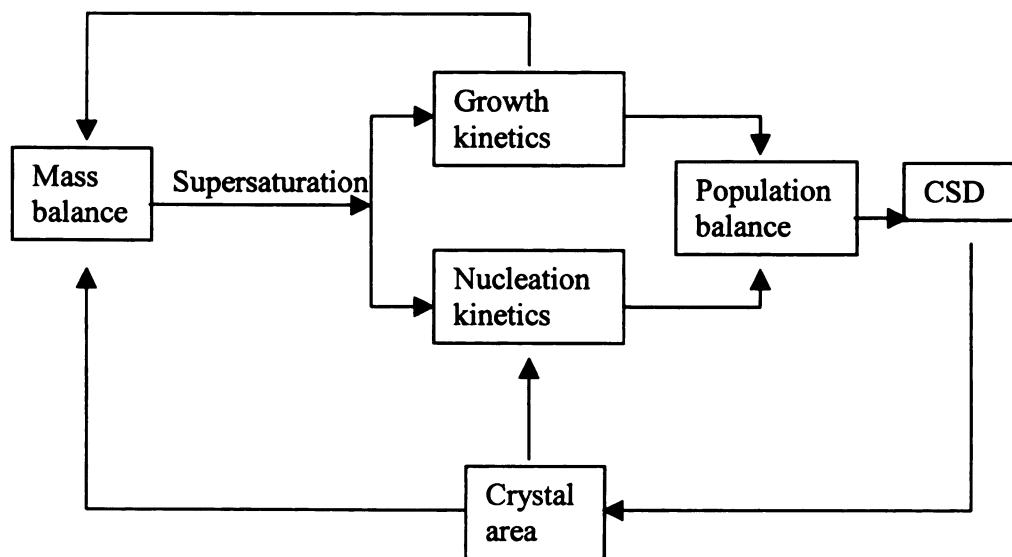 Growth
kinetics
Mass
balance
Supersaturation
Population
balance
CSD
Nucleation
kinetics
Crystal
area